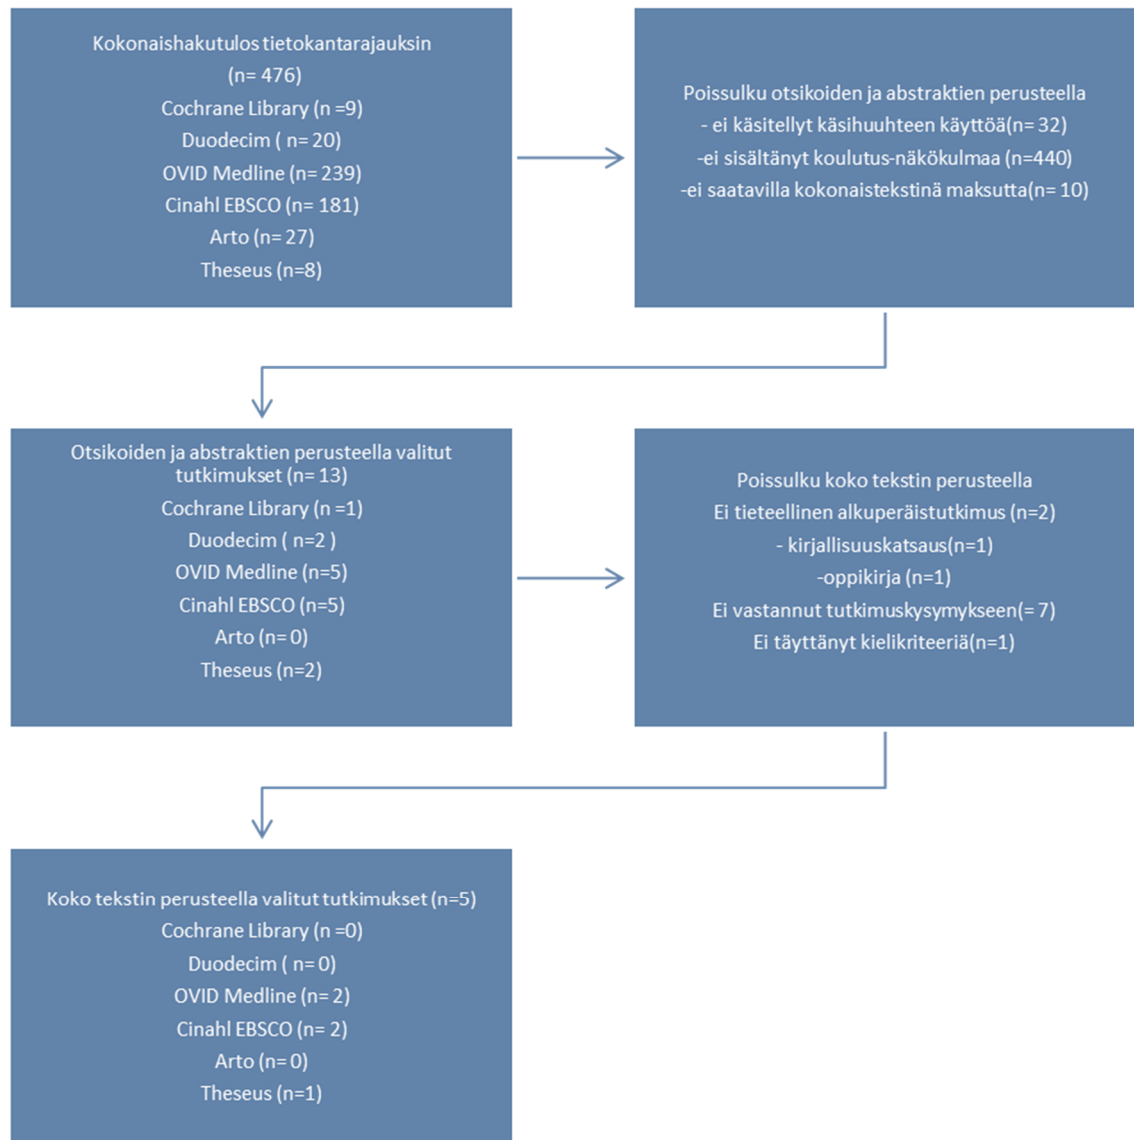 Kokonaishakutulos tietokantarajauksin
(n= 476)
Cochrane Library (n =9)
Duodecim ( n= 20)
OVID Medline (n= 239)
Cinahl EBSCO (n= 181)
Arto (n= 27)
Theseus (n=8)
Poissulku otsikoiden ja abstraktien perusteella
- ei käsitellyt käsihuuhteen käyttöä(n= 32)
-ei sisältänyt koulutus-näkökulmaa (n=440)
-ei saatavilla kokonaistekstinä maksutta(n= 10)
Otsikoiden ja abstraktien perusteella valitut
tutkimukset (n= 13)
Cochrane Library (n =1)
Duodecim ( n=2 )
OVID Medline (n=5)
Cinahl EBSCO (n=5)
Arto (n= 0)
Theseus (n=2)
Poissulku koko tekstin perusteella
Ei tieteellinen alkuperäistutkimus (n=2)
- kirjallisuuskatsaus(n=1)
-oppikirja (n=1)
Ei vastannut tutkimuskysymykseen(= 7)
Ei täyttänyt kielikriteeriä(n=1)
Koko tekstin perusteella valitut tutkimukset (n=5)
Cochrane Library (n =0)
Duodecim ( n= 0)
OVID Medline (n= 2)
Cinahl EBSCO (n= 2)
Arto (n= 0)
Theseus (n=1)